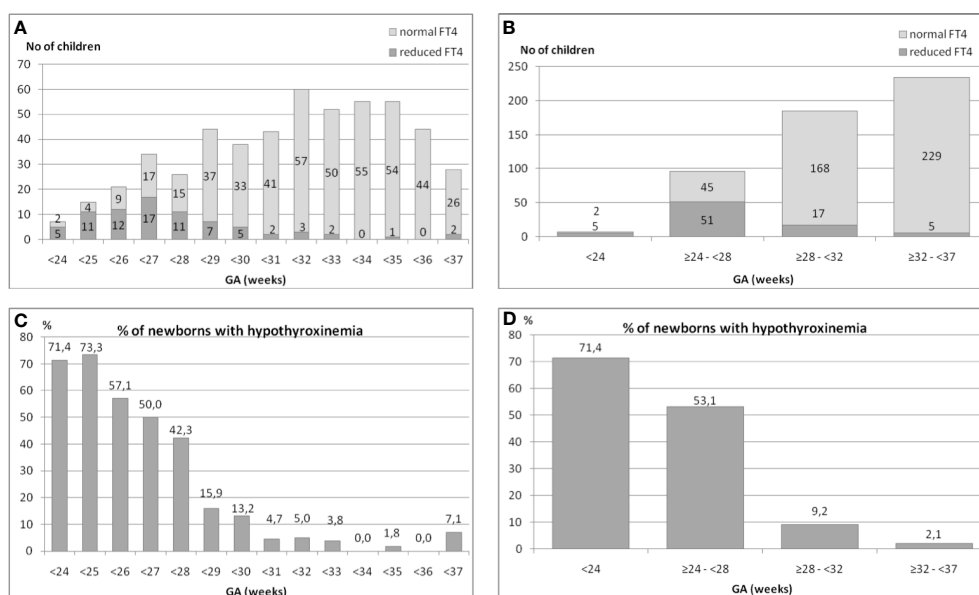 A
normal FT4
reduced FT4
No of children
70
60
50
40
30
20
10
0
2 4 9 17 15 37 33 41 57 50 55 54 44 26
5 11 12 17 11 7 5 2 3 2 0 1 0 2
<24 <25 <26 <27 <28 <29 <30 <31 <32 <33 <34 <35 <36 <37
GA (weeks)
B
normal FT4
reduced FT4
No of children
250
200
150
100
50
0
2 45 168 229
5 51 17 5
<24 ≥24 - <28 ≥28 - <32 ≥32 - <37
GA (weeks)
C
%
% of newborns with hypothyroxinemia
80
70
60
50
40
30
20
10
0
71,4 73,3 57,1 50,0 42,3 15,9 13,2 4,7 5,0 3,8 0,0 1,8 0,0 7,1
<24 <25 <26 <27 <28 <29 <30 <31 <32 <33 <34 <35 <36 <37
GA (weeks)
D
%
% of newborns with hypothyroxinemia
80
70
60
50
40
30
20
10
0
71,4 53,1 9,2 2,1
<24 ≥24 - <28 ≥28 - <32 ≥32 - <37
GA (weeks)